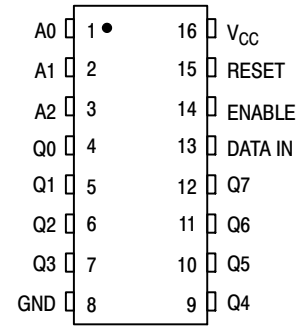 A0 1 16 VCC
A1 2 15 RESET
A2 3 14 ENABLE
Q0 4 13 DATA IN
Q1 5 12 Q7
Q2 6 11 Q6
Q3 7 10 Q5
GND 8 9 Q4